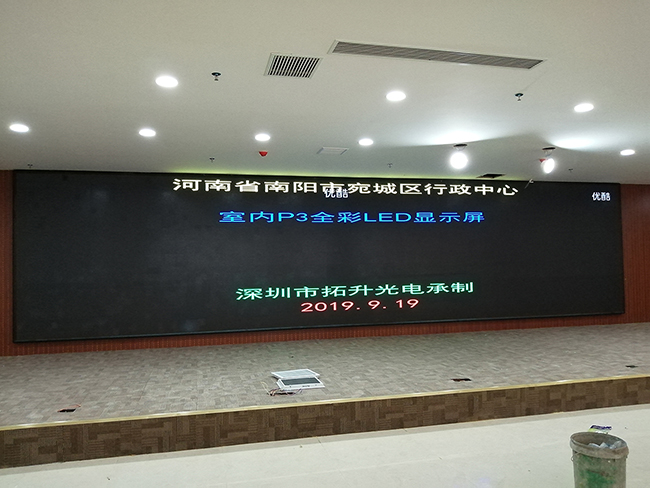 河南省南阳市宛城区行政中心
优酷
优酷
室内P3全彩LED显示屏
深圳市拓升光电承制
2019.9.19